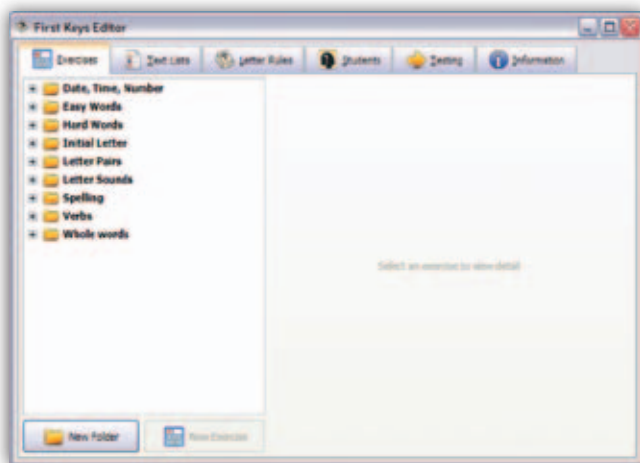 First Keys Editor
Exercises Text Lists Letter Rules Students Testing Information
Date, Time, Number
Easy Words
Hard Words
Initial Letter
Letter Pairs
Letter Sounds
Spelling
Verbs
Whole words
Select an exercise to view detail
New Folder New Exercise